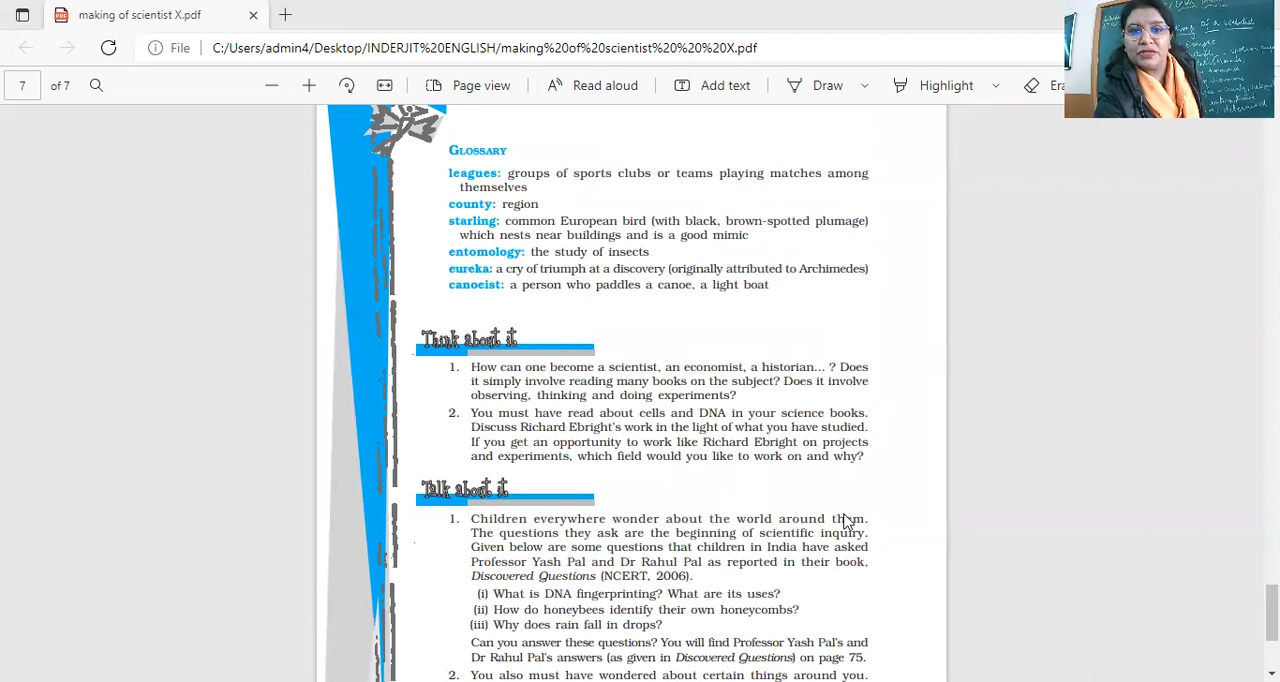 making of scientist X.pdf
File
C:/Users/admin4/Desktop/INDERJIT%20ENGLISH/making%20of%20scientist%20%20%20X.pdf
7 of 7
Page view
Read aloud
Add text
Draw
Highlight
Era
GLOSSARY
leagues: groups of sports clubs or teams playing matches among
themselves
county: region
starling: common European bird (with black, brown-spotted plumage)
which nests near buildings and is a good mimic
entomology: the study of insects
eureka: a cry of triumph at a discovery (originally attributed to Archimedes)
canoeist: a person who paddles a canoe, a light boat
Think about it
1. How can one become a scientist, an economist, a historian... ? Does
it simply involve reading many books on the subject? Does it involve
observing, thinking and doing experiments?
2. You must have read about cells and DNA in your science books.
Discuss Richard Ebright's work in the light of what you have studied.
If you get an opportunity to work like Richard Ebright on projects
and experiments, which field would you like to work on and why?
Talk about it
1. Children everywhere wonder about the world around them.
The questions they ask are the beginning of scientific inquiry.
Given below are some questions that children in India have asked
Professor Yash Pal and Dr Rahul Pal as reported in their book,
Discovered Questions (NCERT, 2006).
(i) What is DNA fingerprinting? What are its uses?
(ii) How do honeybees identify their own honeycombs?
(iii) Why does rain fall in drops?
Can you answer these questions? You will find Professor Yash Pal's and
Dr Rahul Pal's answers (as given in Discovered Questions) on page 75.
2. You also must have wondered about certain things around you.
of a scientist